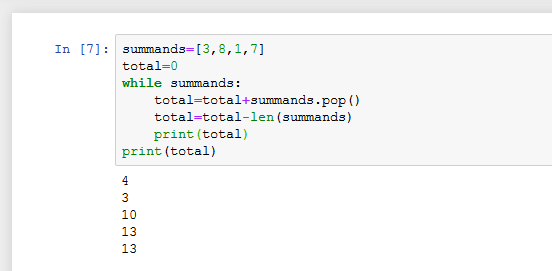 In [7]: summands=[3,8,1,7]
total=0
while summands:
    total=total+summands.pop()
    total=total-len(summands)
    print(total)
print(total)
4
3
10
13
13